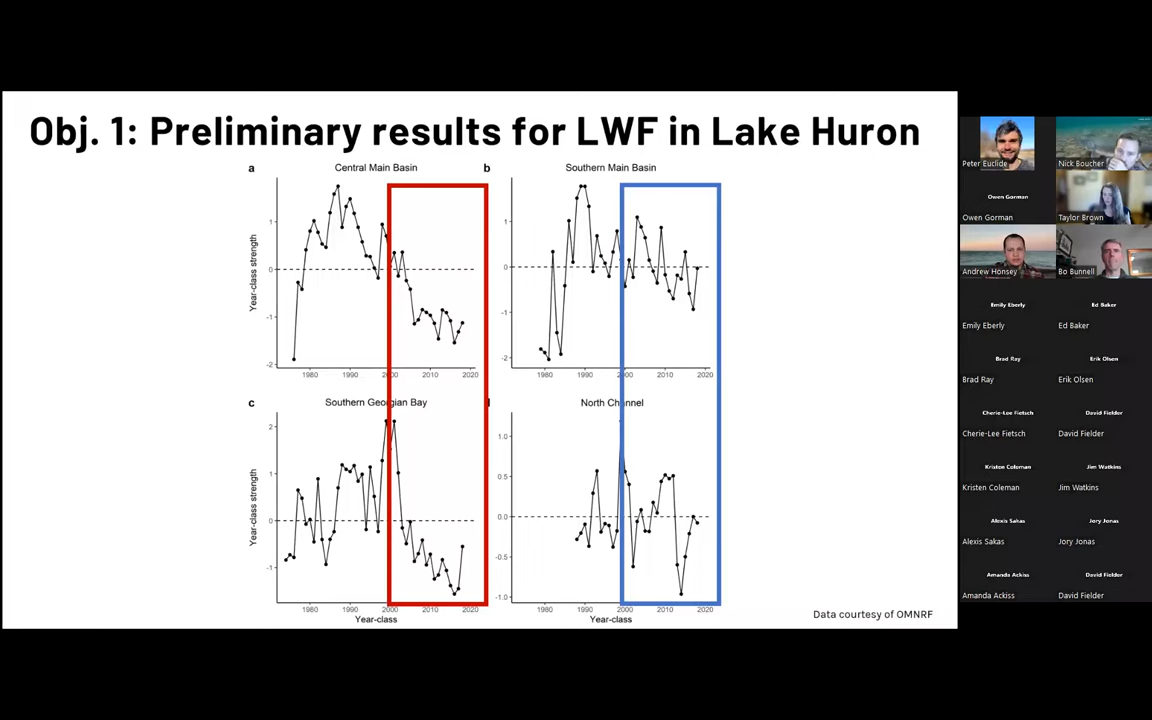 Obj. 1: Preliminary results for LWF in Lake Huron
a
Central Main Basin
b
Southern Main Basin
Year-class strength
1
0
-1
-2
1980
1990
2000
2010
2020
1
0
-1
-2
1980
1990
2000
2010
2020
c
Southern Georgian Bay
North Channel
Year-class strength
2
1
0
-1
1980
1990
2000
2010
2020
Year-class
1.0
0.5
0.0
-0.5
-1.0
1980
1990
2000
2010
2020
Year-class
Data courtesy of OMNRF
Peter Euclide
Nick Boucher
Owen Gorman
Owen Gorman
Taylor Brown
Andrew Honsey
Bo Bunnell
Emily Eberly
Emily Eberly
Ed Baker
Ed Baker
Brad Ray
Brad Ray
Erik Olsen
Erik Olsen
Cherie-Lee Fietsch
Cherie-Lee Fietsch
David Fielder
David Fielder
Kristen Coleman
Kristen Coleman
Jim Watkins
Jim Watkins
Alexis Sakas
Alexis Sakas
Jory Jonas
Jory Jonas
Amanda Ackiss
Amanda Ackiss
David Fielder
David Fielder